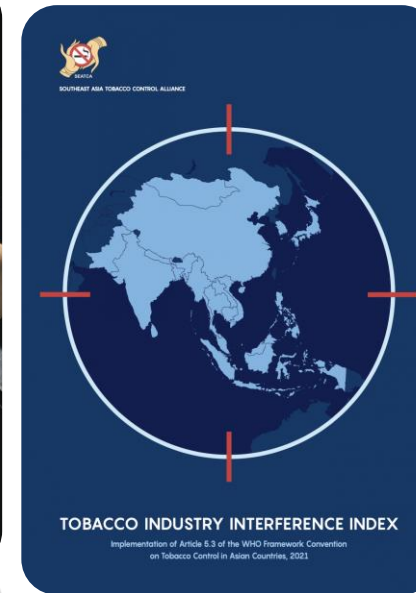 SEATCA
SOUTHEAST ASIA TOBACCO CONTROL ALLIANCE
TOBACCO INDUSTRY INTERFERENCE INDEX
Implementation of Article 5.3 of the WHO Framework Convention
on Tobacco Control in Asian Countries, 2021